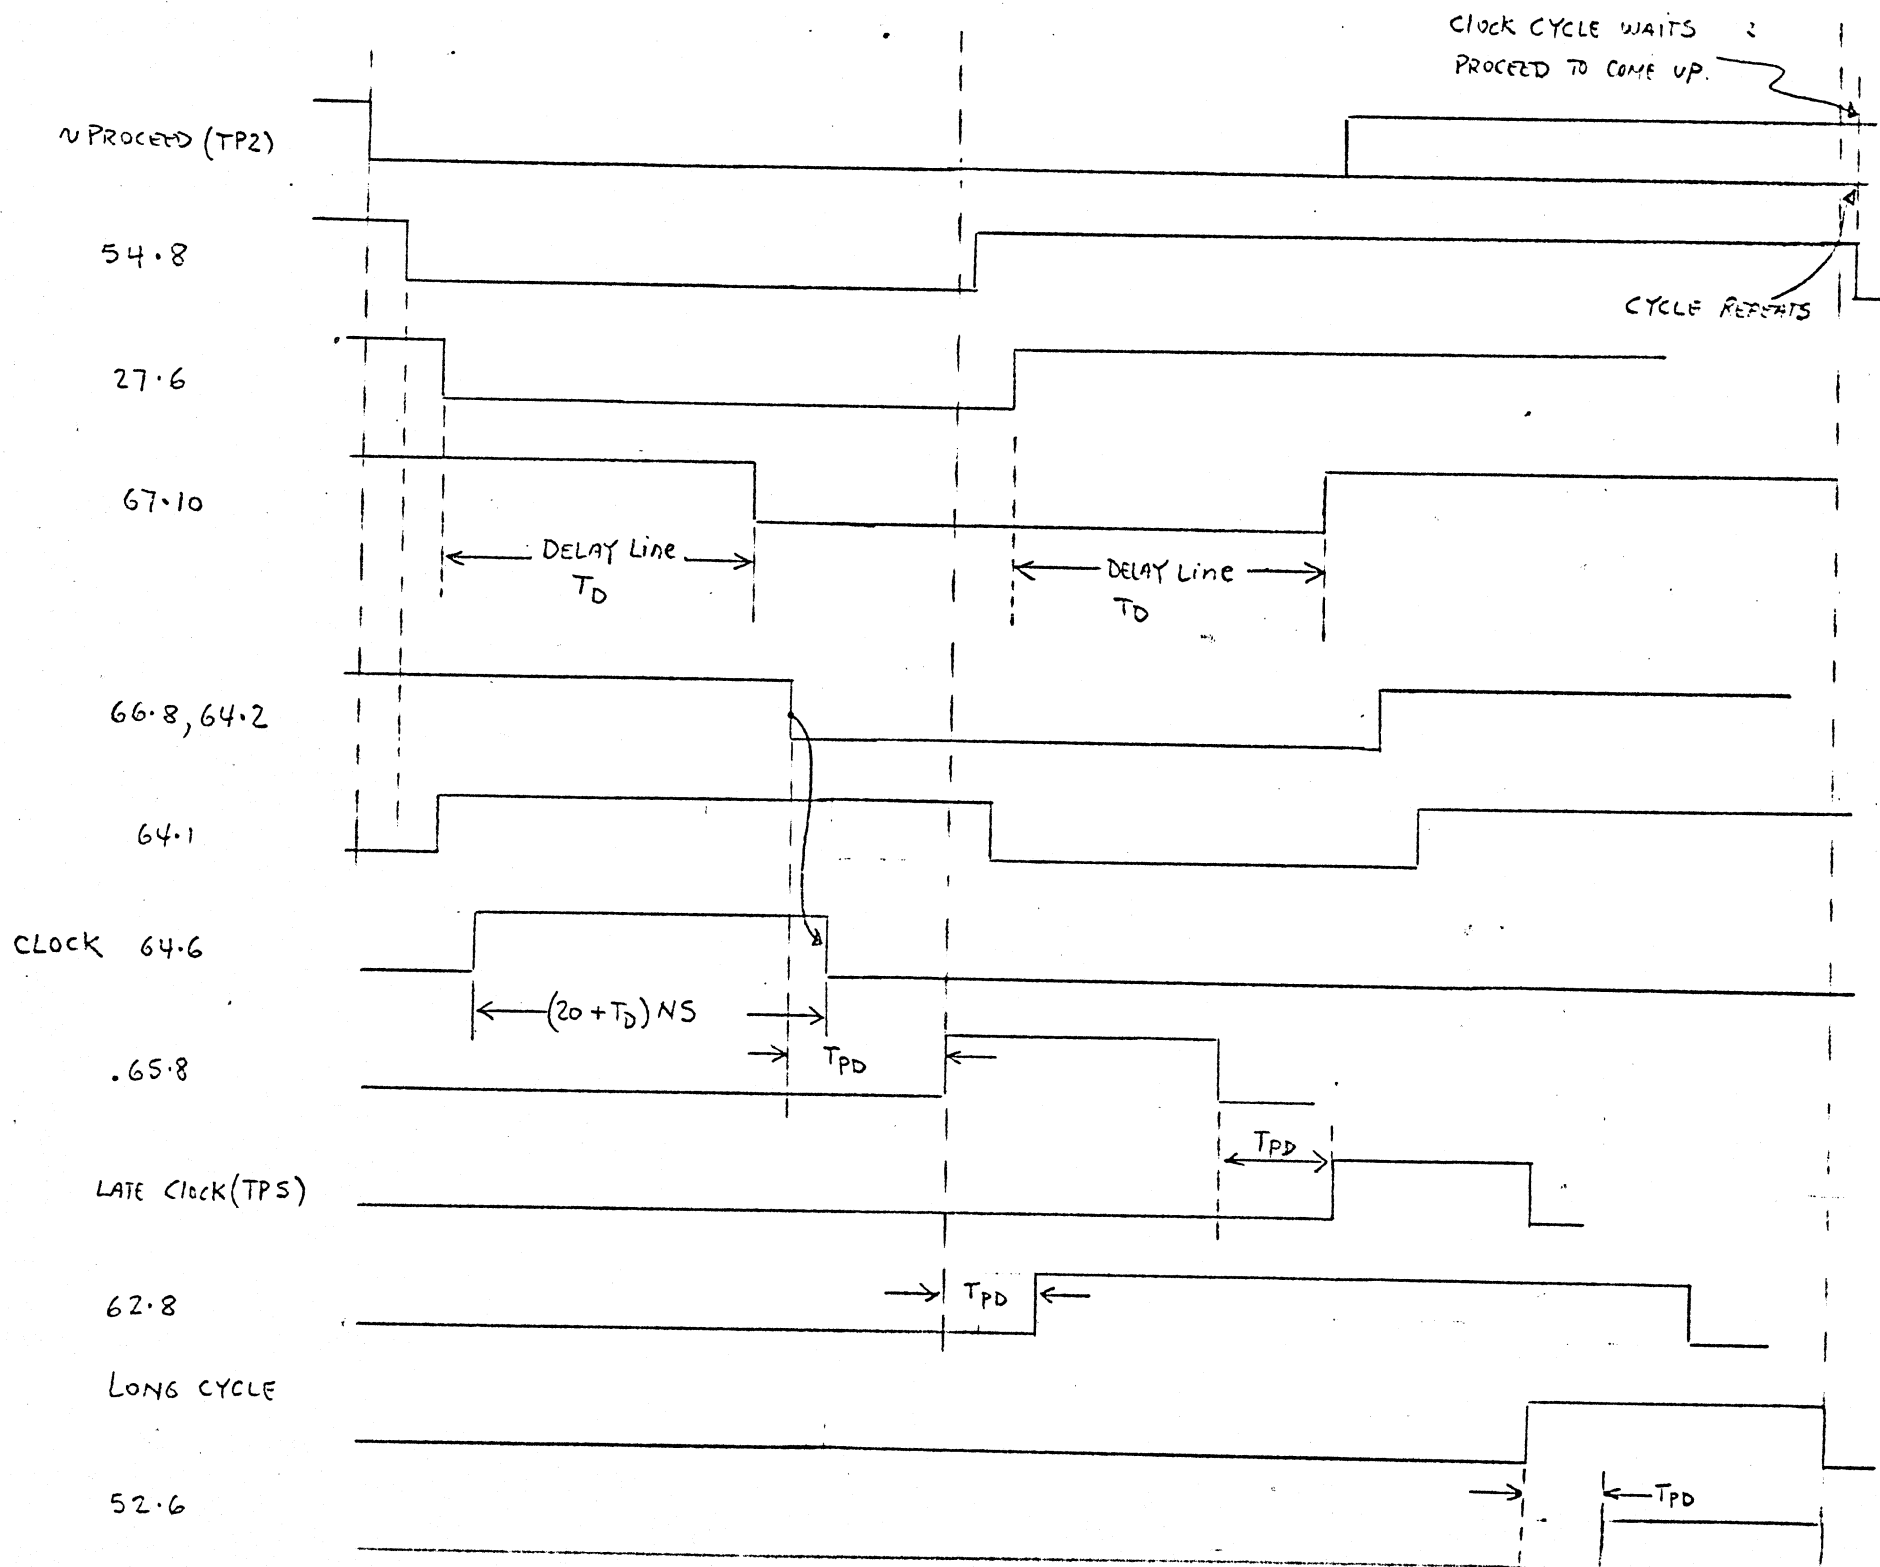 Clock CYCLE WAITS
PROCEED TO COME UP.
~ PROCEED (TP2)
54.8
CYCLE REPEATS
27.6
67.10
DELAY Line
TD
DELAY Line
TD
66.8, 64.2
64.1
CLOCK 64.6
(20 + TD) NS
TPD
.65.8
TPD
LATE Clock (TP5)
TPD
62.8
LONG CYCLE
TPD
52.6